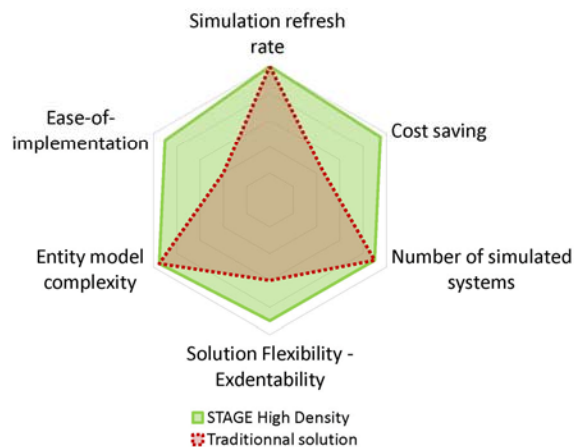 Simulation refresh
rate
Ease-of-
implementation
Cost saving
Entity model
complexity
Number of simulated
systems
Solution Flexibility -
Exdentability
STAGE High Density
Traditionnal solution